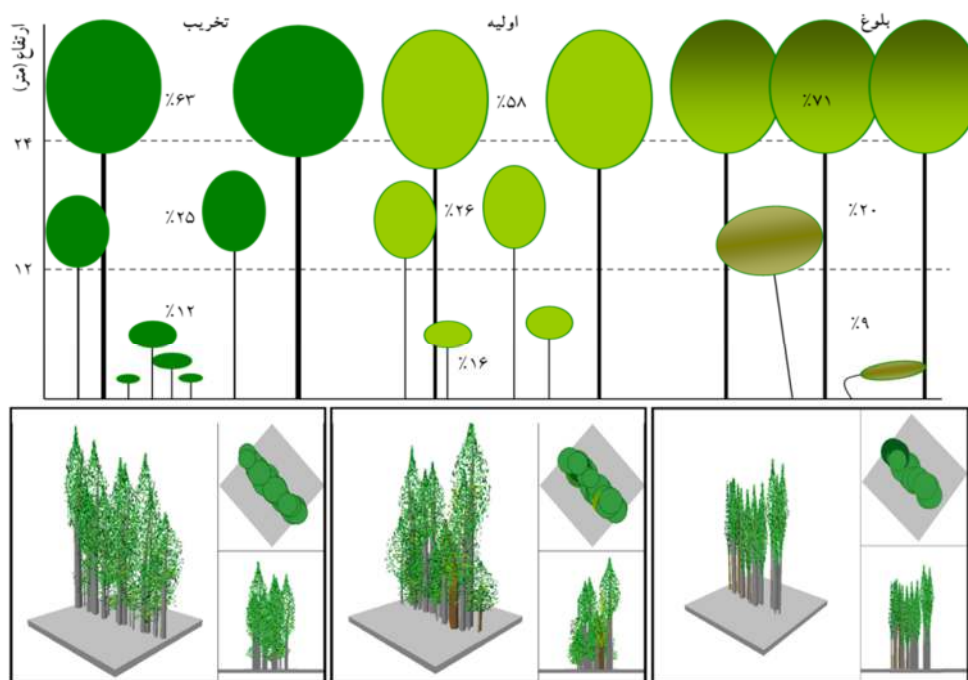 بلوغ
اولیه
تخریب
ارتفاع (متر)
٪۷۱
٪۵۸
٪۶۳
۲۴
٪۲۰
٪۲۶
٪۲۵
۱۲
٪۹
٪۱۶
٪۱۲